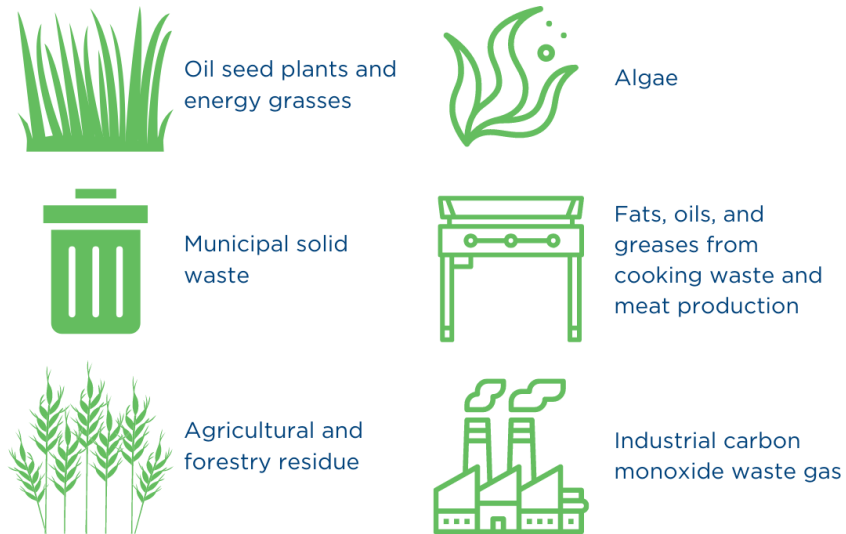 Oil seed plants and
energy grasses
Algae
Municipal solid
waste
Fats, oils, and
greases from
cooking waste and
meat production
Agricultural and
forestry residue
Industrial carbon
monoxide waste gas